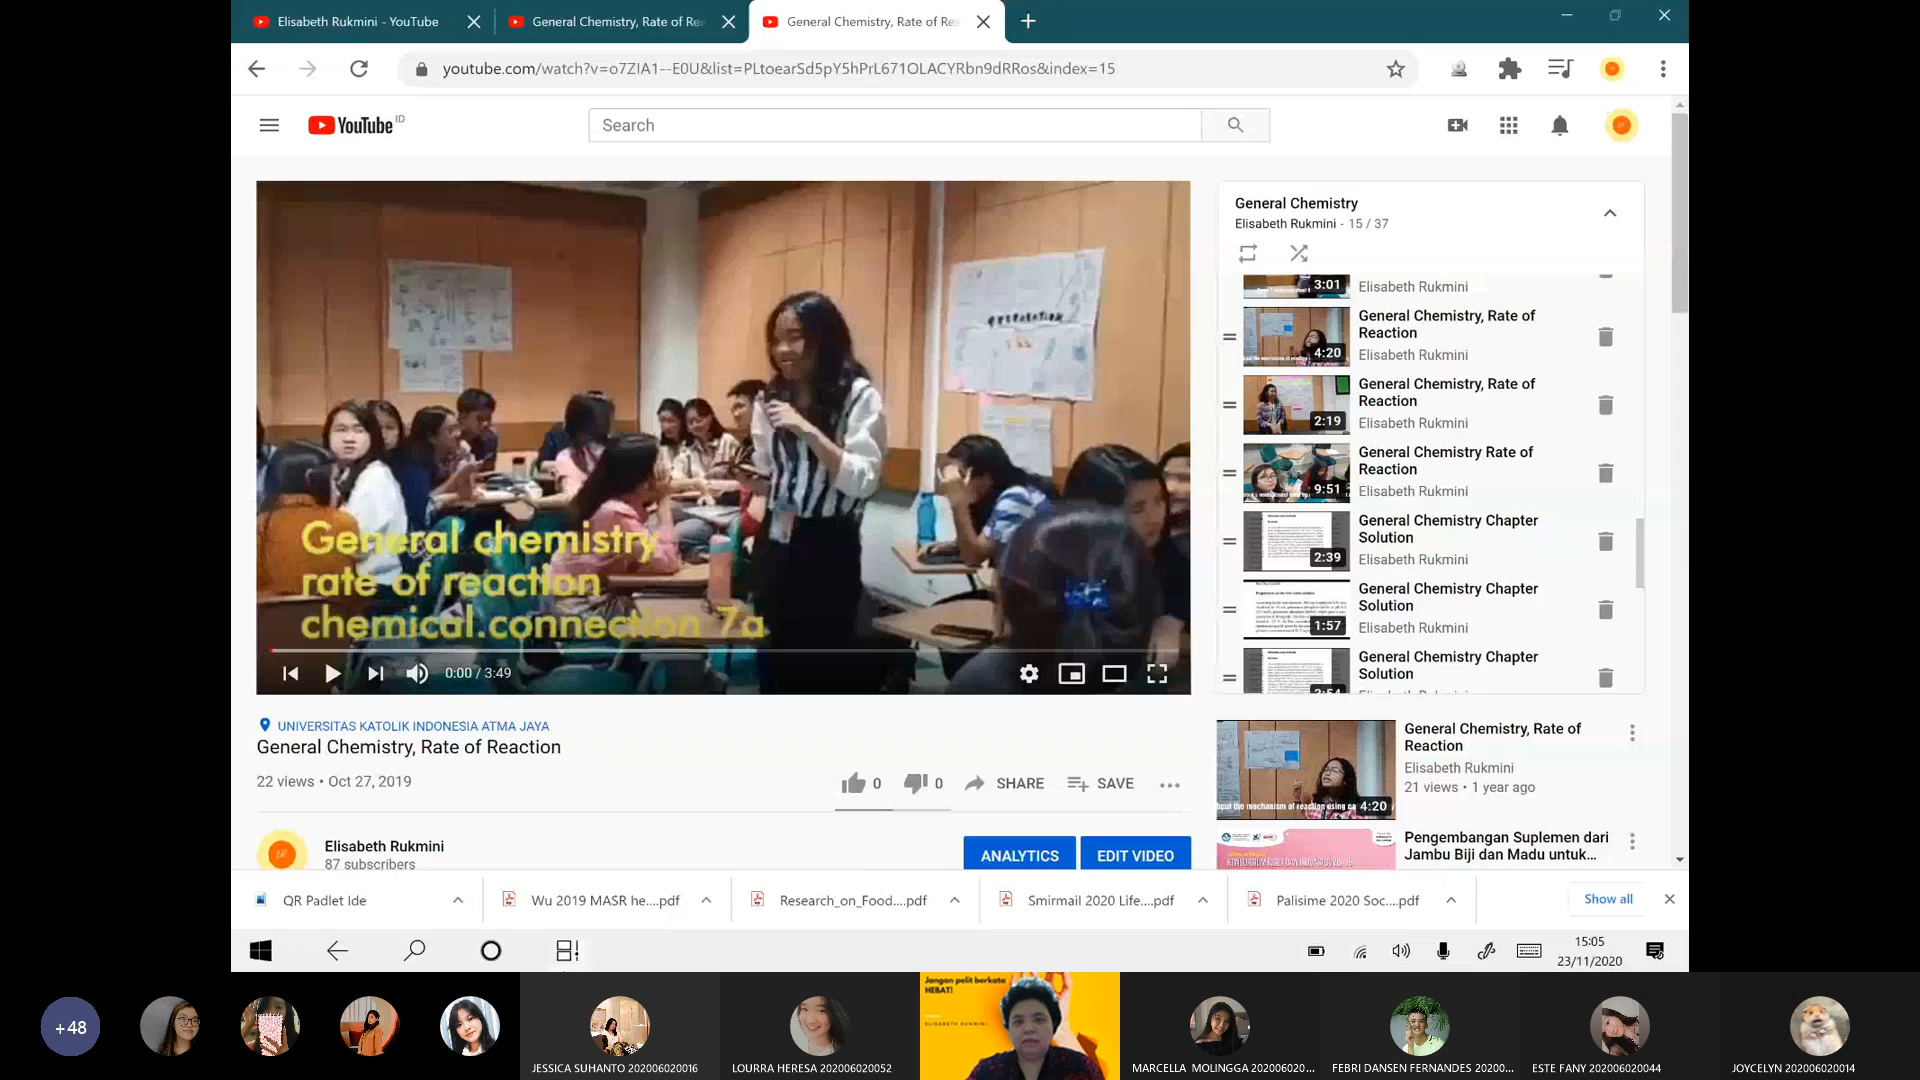 Elisabeth Rukmini - YouTube
General Chemistry, Rate of Rea
General Chemistry, Rate of Rea
youtube.com/watch?v=o7ZIA1--E0U&list=PLtoearSd5pY5hPrL671OLACYRbn9dRRos&index=15
YouTube ID
Search
General Chemistry
Elisabeth Rukmini - 15 / 37
3:01
Elisabeth Rukmini
General Chemistry, Rate of
Reaction
4:20
Elisabeth Rukmini
General Chemistry, Rate of
Reaction
2:19
Elisabeth Rukmini
General Chemistry Rate of
Reaction
9:51
Elisabeth Rukmini
General Chemistry Chapter
Solution
2:39
Elisabeth Rukmini
General Chemistry Chapter
Solution
1:57
Elisabeth Rukmini
General Chemistry Chapter
Solution
General chemistry
rate of reaction
chemical.connection 7a
0:00 / 3:49
UNIVERSITAS KATOLIK INDONESIA ATMA JAYA
General Chemistry, Rate of Reaction
22 views • Oct 27, 2019
0
0
SHARE
SAVE
Elisabeth Rukmini
87 subscribers
ANALYTICS
EDIT VIDEO
General Chemistry, Rate of
Reaction
Elisabeth Rukmini
21 views • 1 year ago
4:20
Pengembangan Suplemen dari
Jambu Biji dan Madu untuk...
QR Padlet Ide
Wu 2019 MASR he....pdf
Research_on_Food....pdf
Smirmail 2020 Life....pdf
Palisime 2020 Soc....pdf
Show all
15:05
23/11/2020
+48
JESSICA SUHANTO 202006020016
LOURRA HERESA 202006020052
Jangan pelit berkata
HEBAT!
ELISABETH RUKMINI
MARCELLA MOLINGGA 202006020...
FEBRI DANSEN FERNANDES 20200...
ESTE FANY 202006020044
JOYCELYN 202006020014